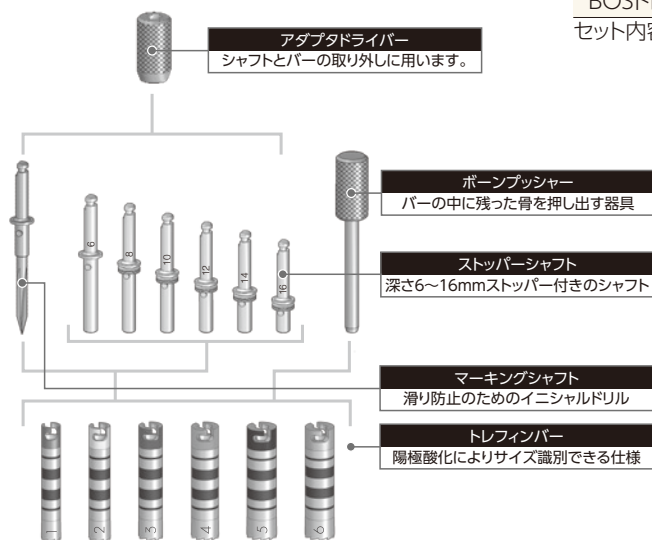 アダプタドライバー
シャフトとバーの取り外しに用います。
セット内
ボーンプッシャー
バーの中に残った骨を押し出す器具
ストッパーシャフト
深さ6〜16mmストッパー付きのシャフト
マーキングシャフト
滑り防止のためのイニシャルドリル
トレフィンバー
陽極酸化によりサイズ識別できる仕様
6
8
10
12
14
16
1
2
3
4
5
6